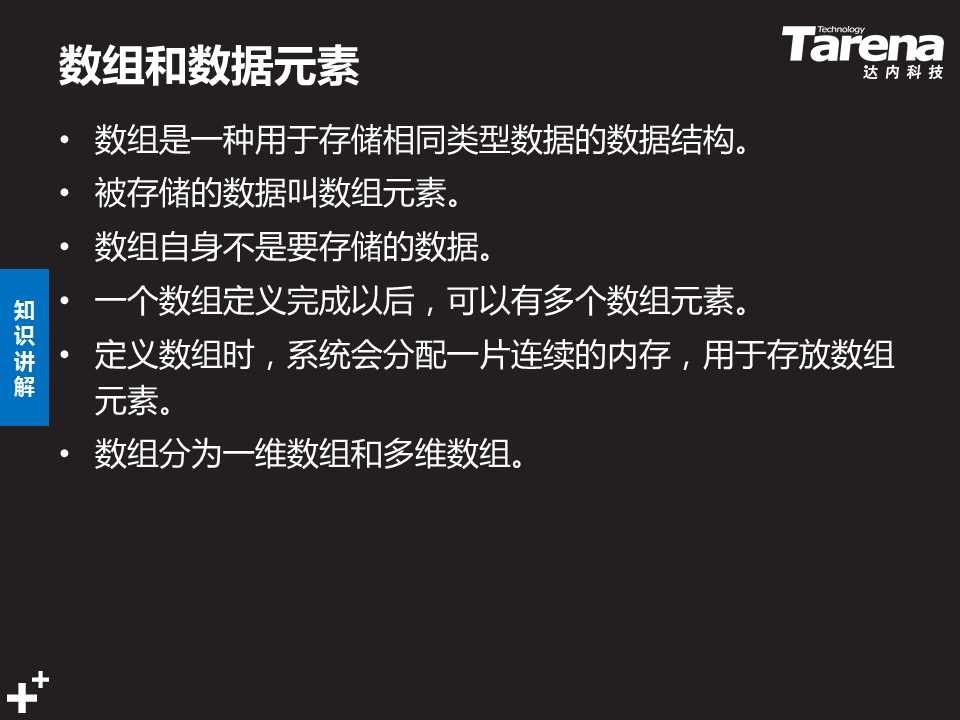 数组和数据元素
Technology
Tarena
达内科技
• 数组是一种用于存储相同类型数据的数据结构。
• 被存储的数据叫数组元素。
• 数组自身不是要存储的数据。
• 一个数组定义完成以后，可以有多个数组元素。
• 定义数组时，系统会分配一片连续的内存，用于存放数组
元素。
• 数组分为一维数组和多维数组。
知
识
讲
解